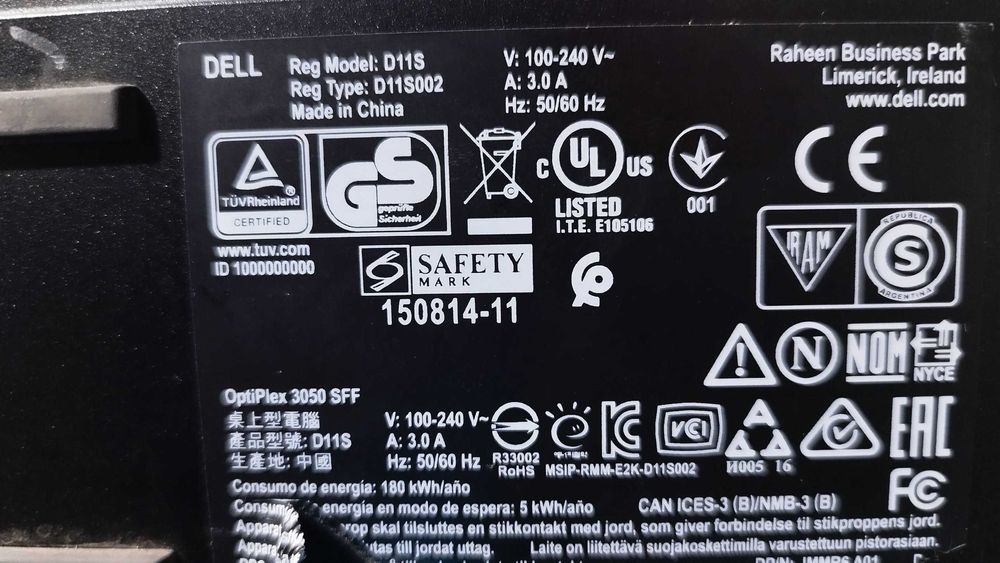 DELL
Reg Model: D11S
Reg Type: D11S002
Made in China
V: 100-240 V~
A: 3.0 A
Hz: 50/60 Hz
Raheen Business Park
Limerick, Ireland
www.dell.com
TÜVRheinland
CERTIFIED
GS
geprüfte
Sicherheit
www.tuv.com
ID 1000000000
C UL US
LISTED
I.T.E. E105106
001
CE
S SAFETY
MARK
150814-11
IRAM
REPUBLICA
S
ARGENTINA
N
NOM
NYCE
OptiPlex 3050 SFF
桌上型電腦
產品型號: D11S
生產地: 中國
V: 100-240 V~
A: 3.0 A
Hz: 50/60 Hz
R33002
RoHS
MSIP-RMM-E2K-D11S002
VCI
И005 16
EAC
FC
Consumo de energía: 180 kWh/año
energía en modo de espera: 5 kWh/año
CAN ICES-3 (B)/NMB-3 (B)
skal tilsluttes en stikkontakt med jord, som giver forbindelse til stikproppens jord.
till jordat uttag.
Laite on liitettävä suojakoskettimilla varustettuun pistorasiaan.